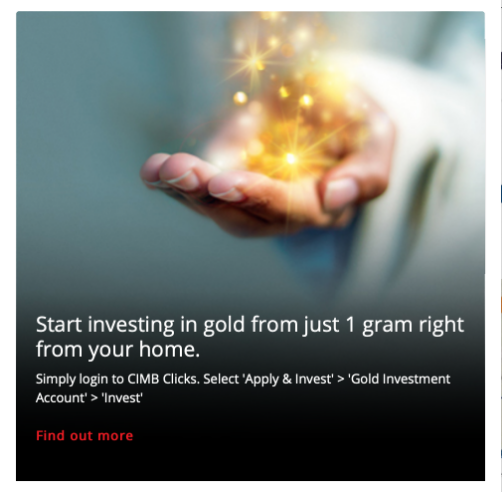 Start investing in gold from just 1 gram right
from your home.
Simply login to CIMB Clicks. Select 'Apply & Invest' > 'Gold Investment
Account' > 'Invest'
Find out more